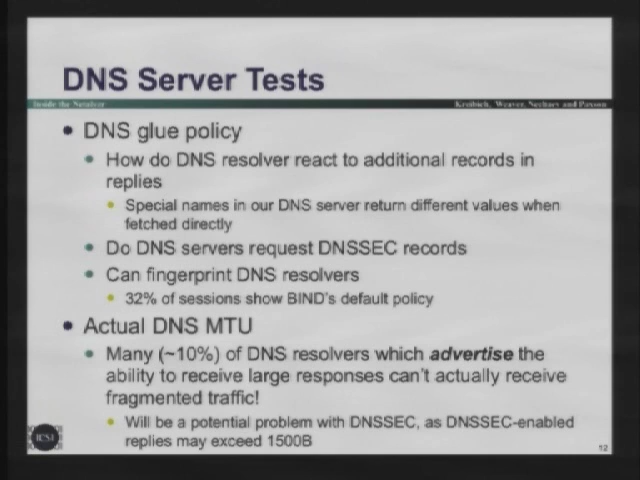 DNS Server Tests
Inside the Netalyzr
Kreibich, Weaver, Nechaev and Paxson
DNS glue policy
How do DNS resolver react to additional records in
replies
Special names in our DNS server return different values when
fetched directly
Do DNS servers request DNSSEC records
Can fingerprint DNS resolvers
32% of sessions show BIND's default policy
Actual DNS MTU
Many (~10%) of DNS resolvers which advertise the
ability to receive large responses can't actually receive
fragmented traffic!
Will be a potential problem with DNSSEC, as DNSSEC-enabled
replies may exceed 1500B
ICSI
12